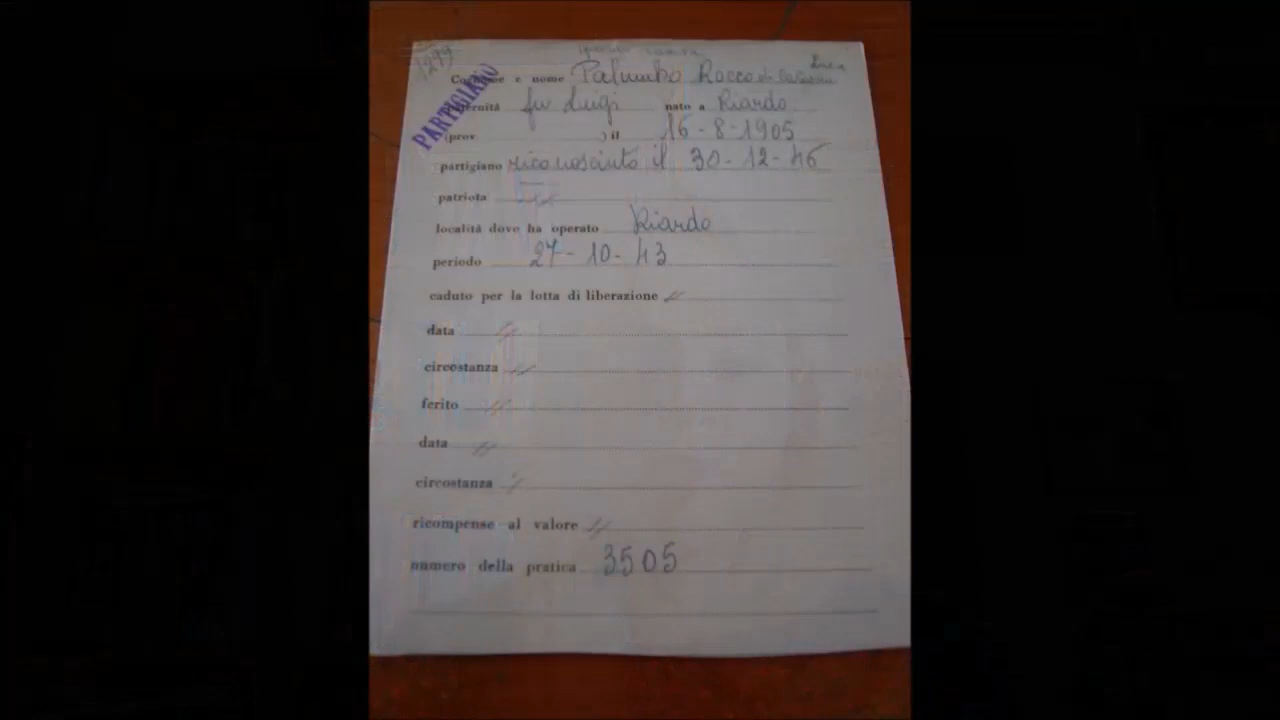 1299
PARTIGIANO
Cognome e nome Palumbo Rocco di
paternità fu Luigi nato a Riardo
(prov ) il 16-8-1905
partigiano riconosciuto il 30-12-46
patriota //
località dove ha operato Riardo
periodo 27-10-43
caduto per la lotta di liberazione //
data //
circostanza //
ferito //
data //
circostanza //
ricompense al valore //
numero della pratica 3505